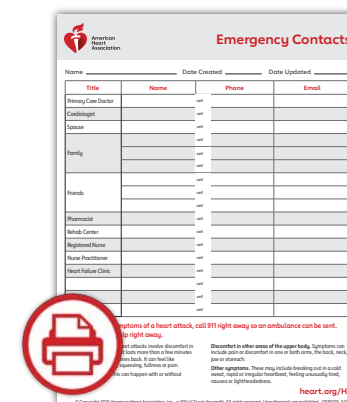 American
Heart
Association.
Emergency Contacts
Name Date Created Date Updated
Title Name Phone Email
Primary Care Doctor cell
Cardiologist cell
Spouse cell
cell
Family cell
cell
cell
Friends cell
cell
Pharmacist cell
Rehab Center cell
Registered Nurse cell
Nurse Practitioner cell
Heart Failure Clinic cell
cell
cell
cell
mptoms of a heart attack, call 911 right away so an ambulance can be sent.
lp right away.
art attacks involve discomfort in
t lasts more than a few minutes
mes back. It can feel like
squeezing, fullness or pain.
his can happen with or without
Discomfort in other areas of the upper body. Symptoms can
include pain or discomfort in one or both arms, the back, neck,
jaw or stomach.
Other symptoms. These may include breaking out in a cold
sweat, rapid or irregular heartbeat, feeling unusually tired,
nausea or lightheadedness.
heart.org/H